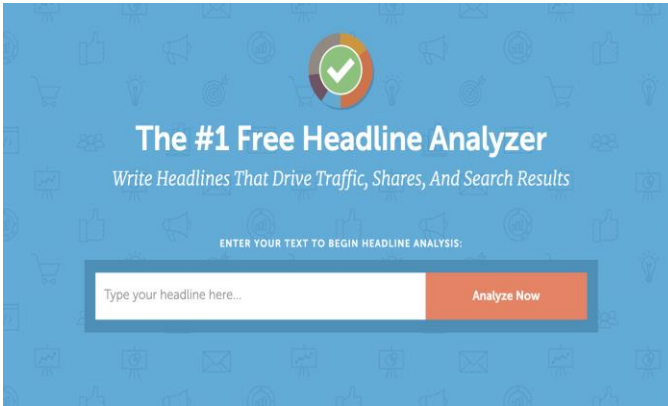 The #1 Free Headline Analyzer
Write Headlines That Drive Traffic, Shares, And Search Results
ENTER YOUR TEXT TO BEGIN HEADLINE ANALYSIS:
Type your headline here...
Analyze Now